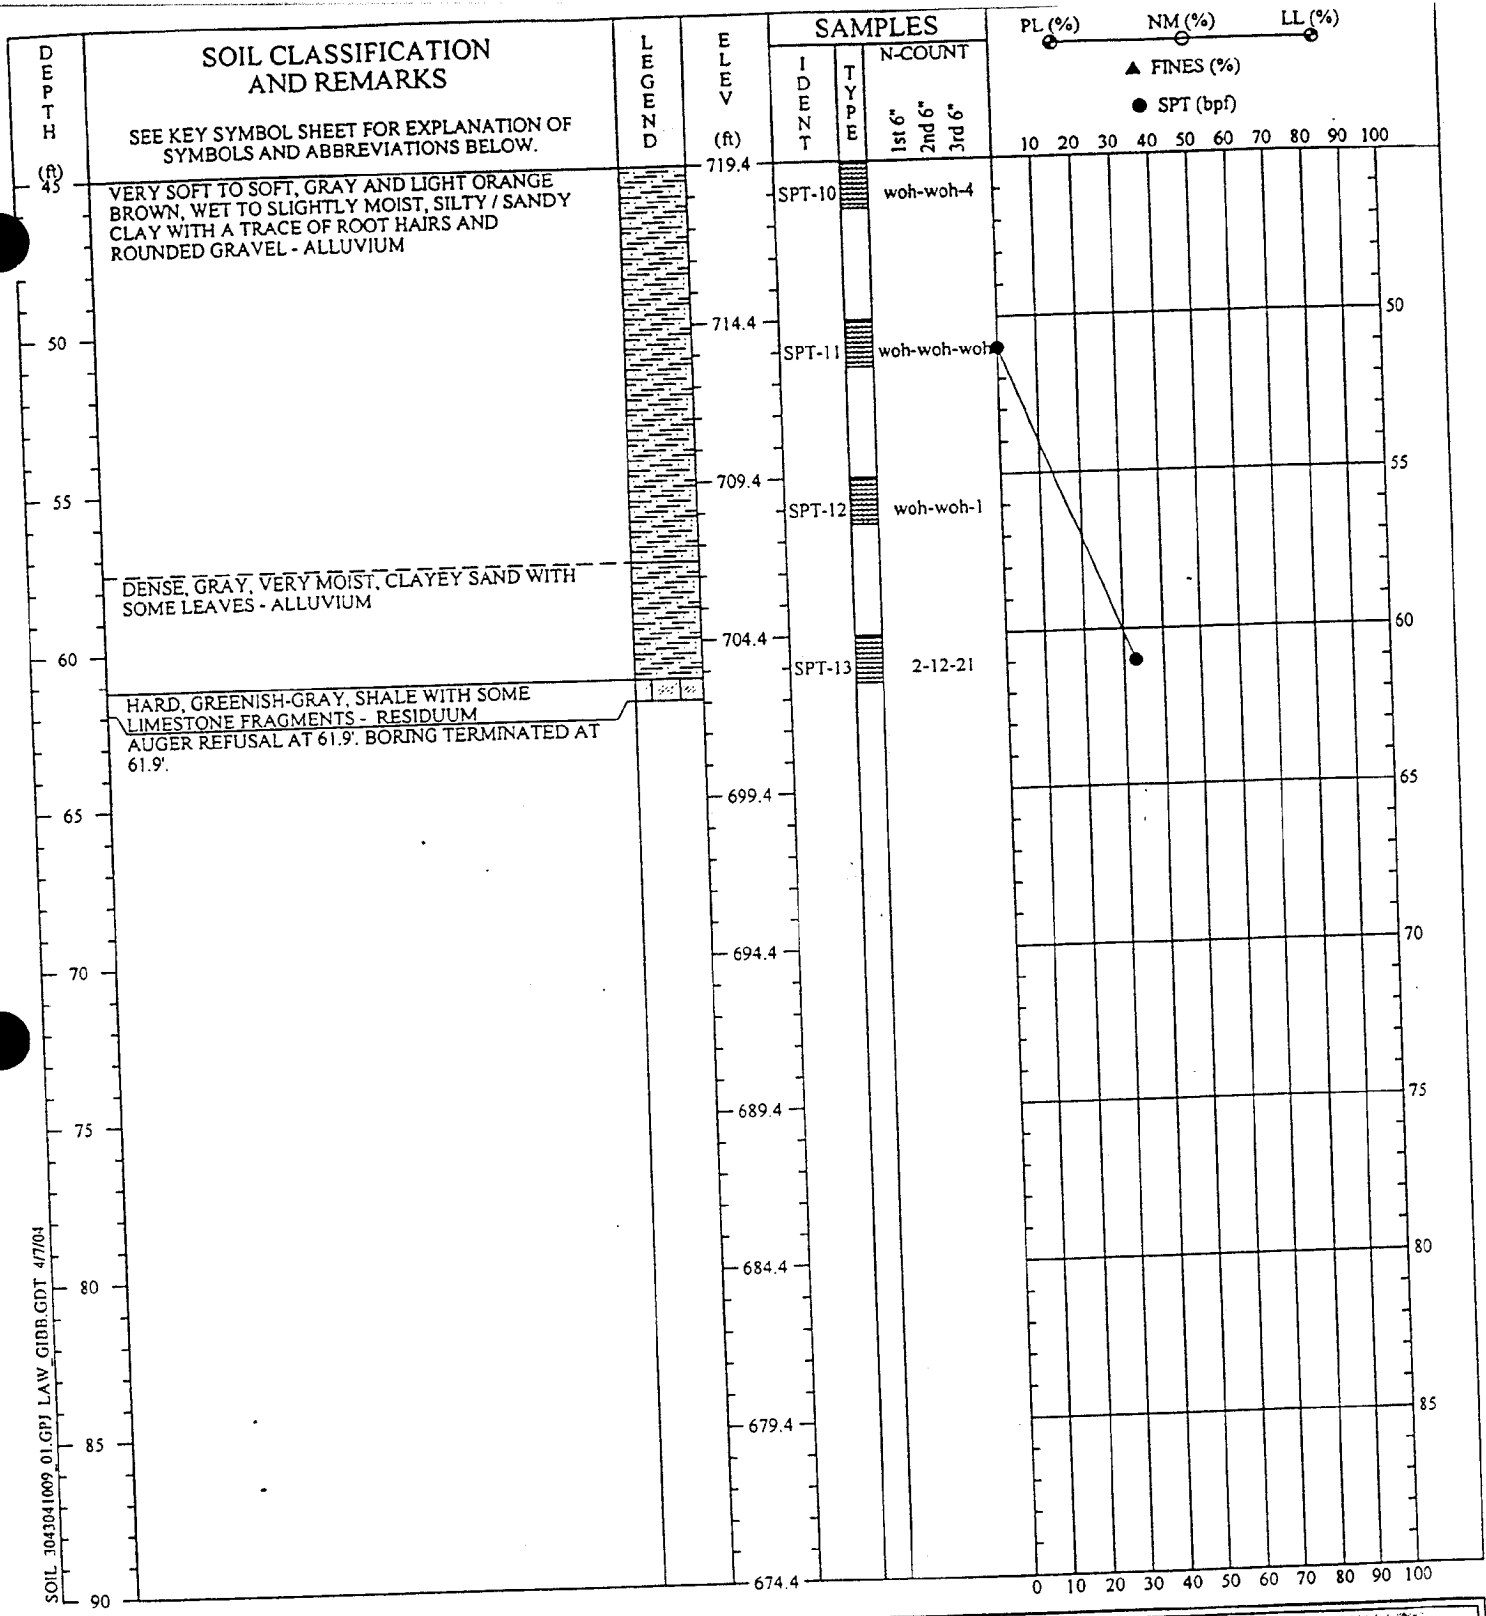 DEPTH
(ft)
SOIL CLASSIFICATION
AND REMARKS
SEE KEY SYMBOL SHEET FOR EXPLANATION OF
SYMBOLS AND ABBREVIATIONS BELOW.
LEGEND
ELEV
(ft)
SAMPLES
IDENT
TYPE
N-COUNT
1st 6"
2nd 6"
3rd 6"
PL (%) NM (%) LL (%)
▲ FINES (%)
● SPT (bpf)
10 20 30 40 50 60 70 80 90 100
45
VERY SOFT TO SOFT, GRAY AND LIGHT ORANGE
BROWN, WET TO SLIGHTLY MOIST, SILTY / SANDY
CLAY WITH A TRACE OF ROOT HAIRS AND
ROUNDED GRAVEL - ALLUVIUM
719.4
SPT-10 woh-woh-4
50 714.4 50
SPT-11 woh-woh-woh
55 709.4 55
SPT-12 woh-woh-1
DENSE, GRAY, VERY MOIST, CLAYEY SAND WITH
SOME LEAVES - ALLUVIUM
60 704.4 60
SPT-13 2-12-21
HARD, GREENISH-GRAY, SHALE WITH SOME
LIMESTONE FRAGMENTS - RESIDUUM
AUGER REFUSAL AT 61.9'. BORING TERMINATED AT
61.9'.
65 699.4 65
70 694.4 70
75 689.4 75
80 684.4 80
85 679.4 85
90 674.4
0 10 20 30 40 50 60 70 80 90 100
SOIL 3043041009_01.GPJ LAW_GIBB.GDT 4/7/04